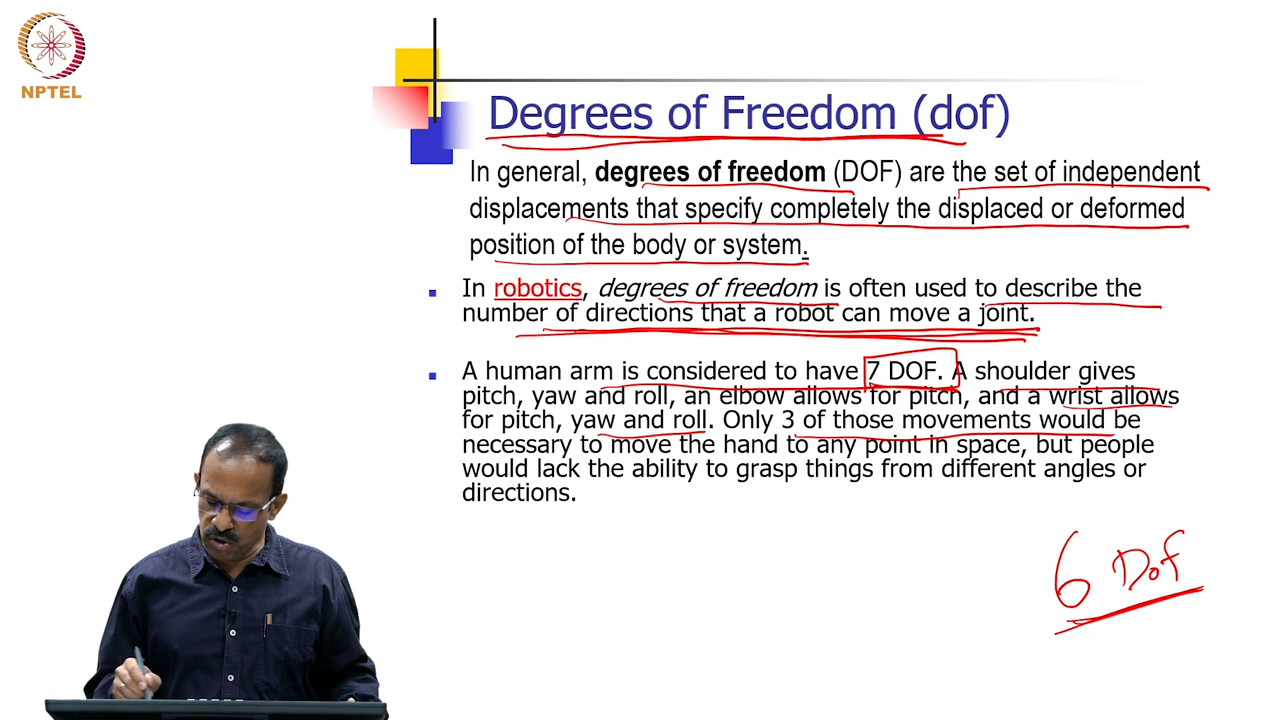 NPTEL
Degrees of Freedom (dof)
In general, degrees of freedom (DOF) are the set of independent
displacements that specify completely the displaced or deformed
position of the body or system.
In robotics, degrees of freedom is often used to describe the
number of directions that a robot can move a joint.
A human arm is considered to have 7 DOF. A shoulder gives
pitch, yaw and roll, an elbow allows for pitch, and a wrist allows
for pitch, yaw and roll. Only 3 of those movements would be
necessary to move the hand to any point in space, but people
would lack the ability to grasp things from different angles or
directions.
6 Dof